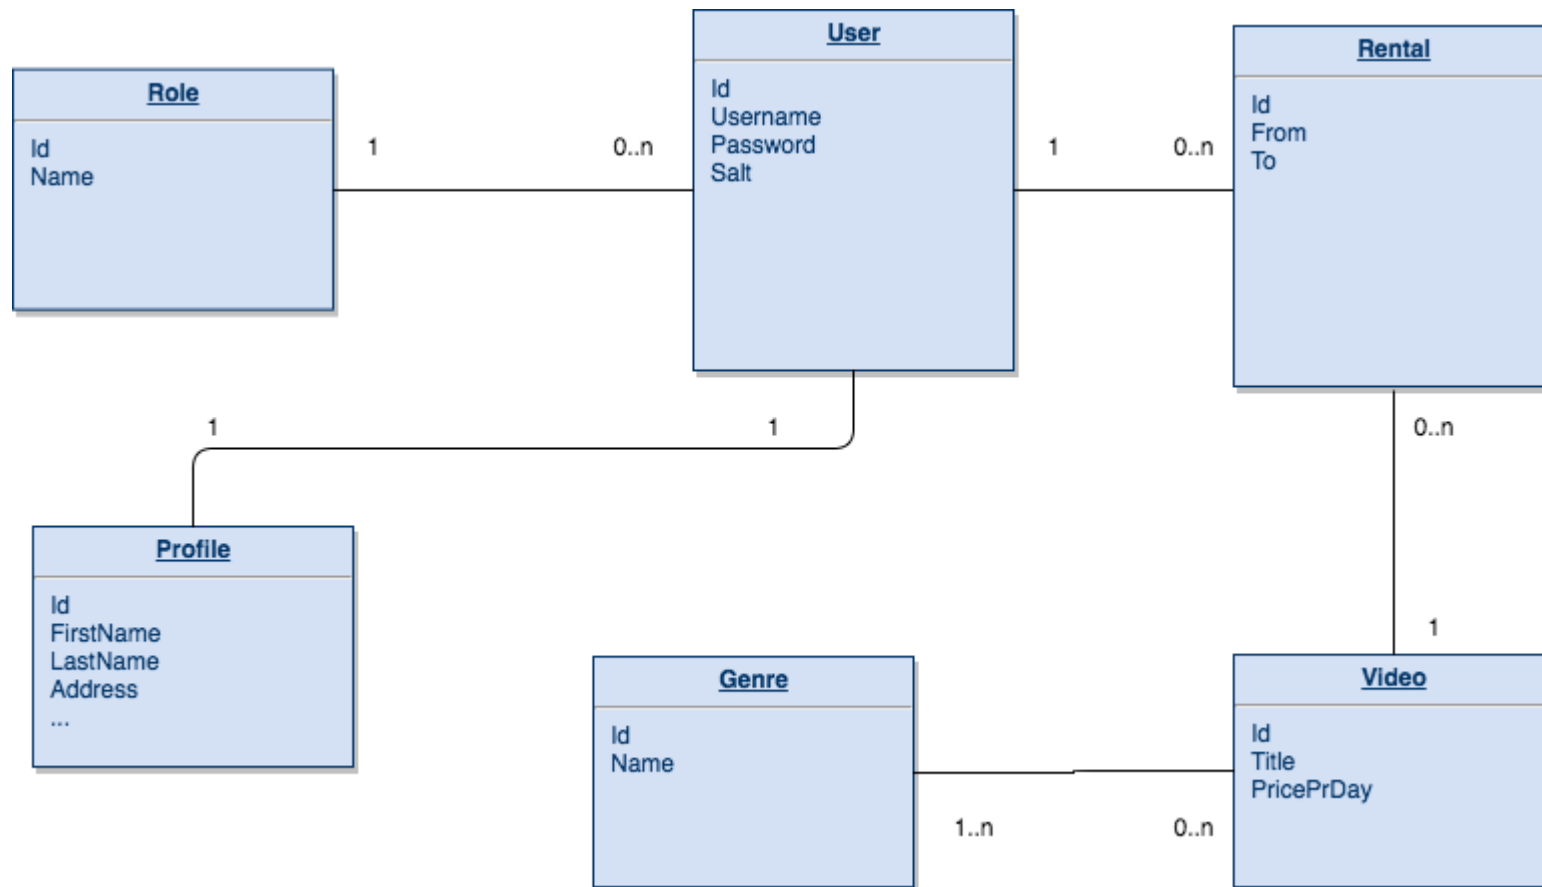 Role
Id
Name
1
0..n
User
Id
Username
Password
Salt
1
0..n
Rental
Id
From
To
1
1
0..n
Profile
Id
FirstName
LastName
Address
...
Genre
Id
Name
1..n
0..n
1
Video
Id
Title
PricePrDay